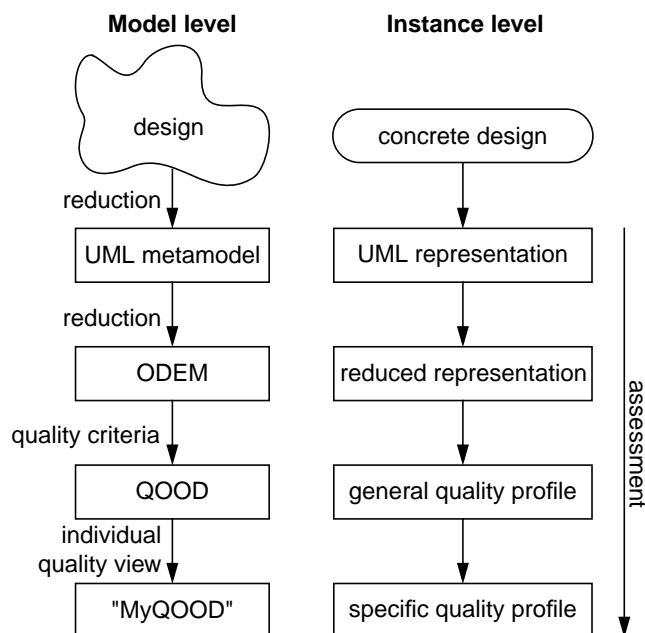 Model level
Instance level
design
concrete design
reduction
UML metamodel
UML representation
reduction
ODEM
reduced representation
quality criteria
QOOD
general quality profile
individual
quality view
"MyQOOD"
specific quality profile
assessment